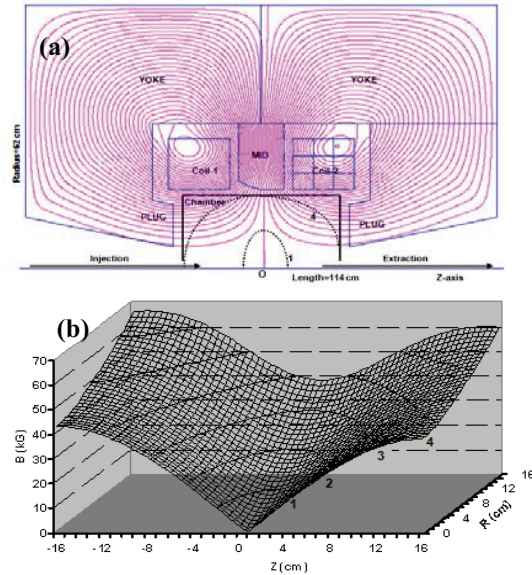 (a)
YOKE
YOKE
MID
Coil-1
Coil-2
Chamber
4
PLUG
PLUG
Radius=62 cm
1
Injection
Extraction
O
Length=114 cm
Z-axis
(b)
70
60
50
40
30
20
10
0
B (kG)
1
2
3
4
-16
-12
-8
-4
0
4
8
12
16
Z (cm)
0
4
8
12
16
R (cm)